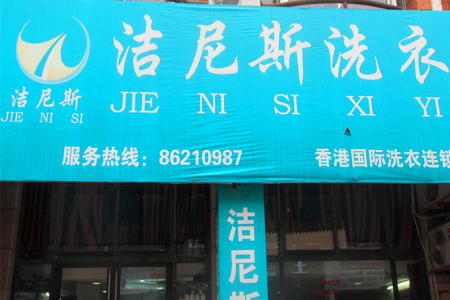 洁尼斯洗衣
JIE NI SI XI YI
洁尼斯
JIE NI SI
服务热线：86210987
香港国际洗衣连锁
洁尼斯